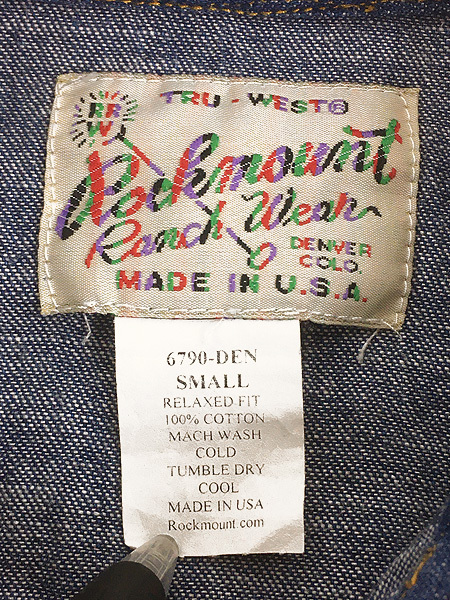 TRU-WEST®
RR
W
Rockmount
Ranch Wear
DENVER
COLO.
MADE IN U.S.A.
6790-DEN
SMALL
RELAXED FIT
100% COTTON
MACH WASH
COLD
TUMBLE DRY
COOL
MADE IN USA
Rockmount.com